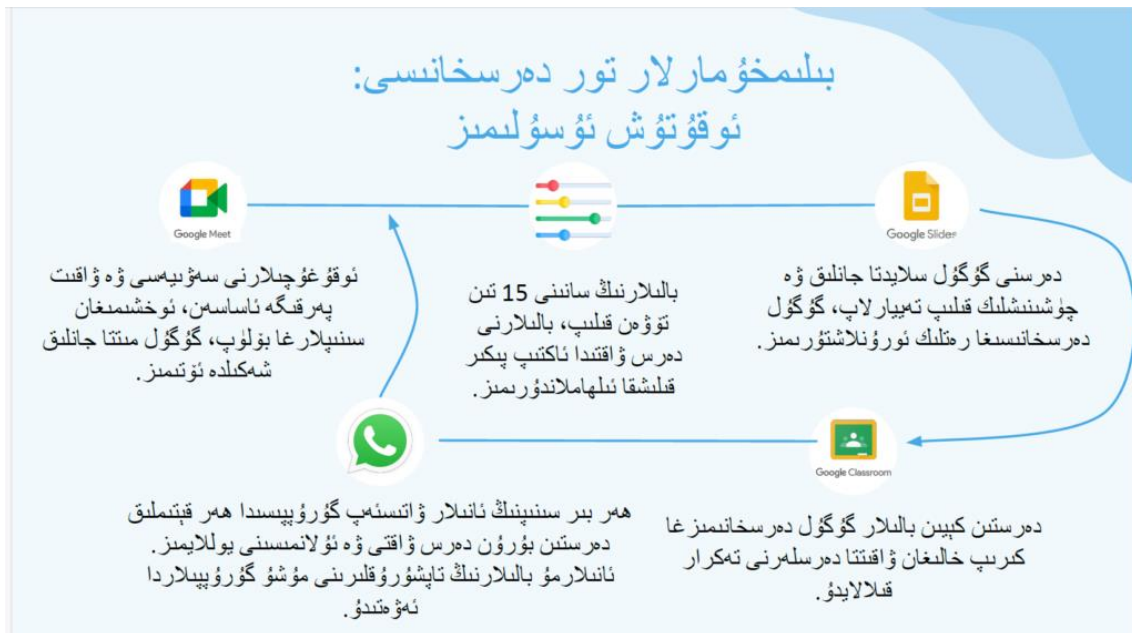 بىلىمخۇمارلار تور دەرسخانىسى:
ئوقۇتۇش ئۇسۇلىمىز
Google Meet
ئوقۇغۇچىلارنى سەۋىيەسى ۋە ۋاقىت
پەرقىگە ئاساسەن، ئوخشىمىغان
سىنىپلارغا بۆلۈپ، گۇگۇل مىتتا جانلىق
شەكىلدە ئۆتىمىز.
بالىلارنىڭ سانىنى 15 تىن
تۆۋەن قىلىپ، بالىلارنى
دەرس ۋاقتىدا ئاكتىپ پىكىر
قىلىشقا ئىلھاملاندۇرىمىز.
Google Slides
دەرسنى گۇگۇل سلايدتا جانلىق ۋە
چۈشىنىشلىك قىلىپ تەييارلاپ، گۇگۇل
دەرسخانىسىغا رەتلىك ئورۇنلاشتۇرىمىز.
Google Classroom
دەرستىن كېيىن بالىلار گۇگۇل دەرسخانىمىزغا
كىرىپ خالىغان ۋاقىتتا دەرسلەرنى تەكرار
قىلالايدۇ.
ھەر بىر سىنىپنىڭ ئانىلار ۋاتسئەپ گۇرۇپپىسىدا ھەر قېتىملىق
دەرستىن بۇرۇن دەرس ۋاقتى ۋە ئۇلانمىسىنى يوللايمىز.
ئانىلارمۇ بالىلارنىڭ تاپشۇرۇقلىرىنى مۇشۇ گۇرۇپپىلاردا
ئەۋەتىدۇ.